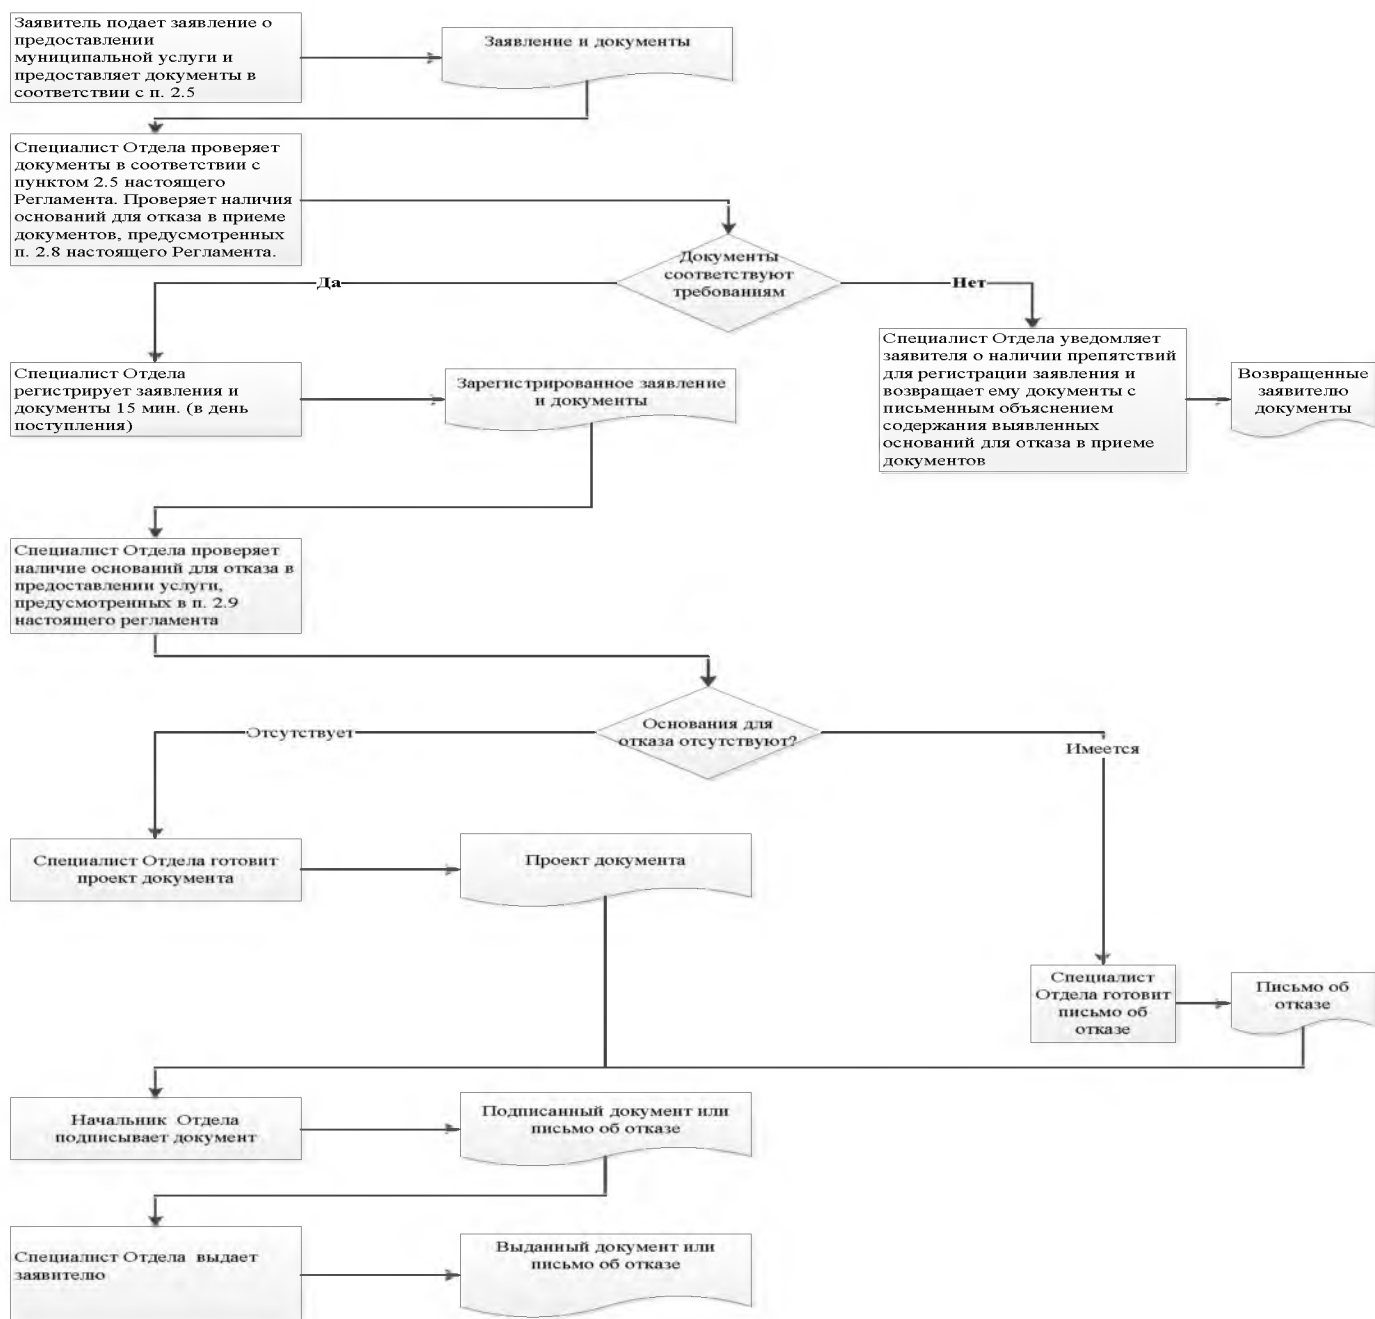 Заявитель подает заявление о
предоставлении
муниципальной услуги и
предоставляет документы в
соответствии с п. 2.5
Заявление и документы
Специалист Отдела проверяет
документы в соответствии с
пунктом 2.5 настоящего
Регламента. Проверяет наличия
оснований для отказа в приеме
документов, предусмотренных
п. 2.8 настоящего Регламента.
Документы
соответствуют
требованиям
Да
Нет
Специалист Отдела
регистрирует заявления и
документы 15 мин. (в день
поступления)
Зарегистрированное заявление
и документы
Специалист Отдела уведомляет
заявителя о наличии препятствий
для регистрации заявления и
возвращает ему документы с
письменным объяснением
содержания выявленных
оснований для отказа в приеме
документов
Возвращенные
заявителю
документы
Специалист Отдела проверяет
наличие оснований для отказа в
предоставлении услуги,
предусмотренных в п. 2.9
настоящего регламента
Основания для
отказа отсутствуют?
Отсутствует
Имеется
Специалист Отдела готовит
проект документа
Проект документа
Специалист
Отдела готовит
письмо об
отказе
Письмо об
отказе
Начальник Отдела
подписывает документ
Подписанный документ или
письмо об отказе
Специалист Отдела выдает
заявителю
Выданный документ или
письмо об отказе